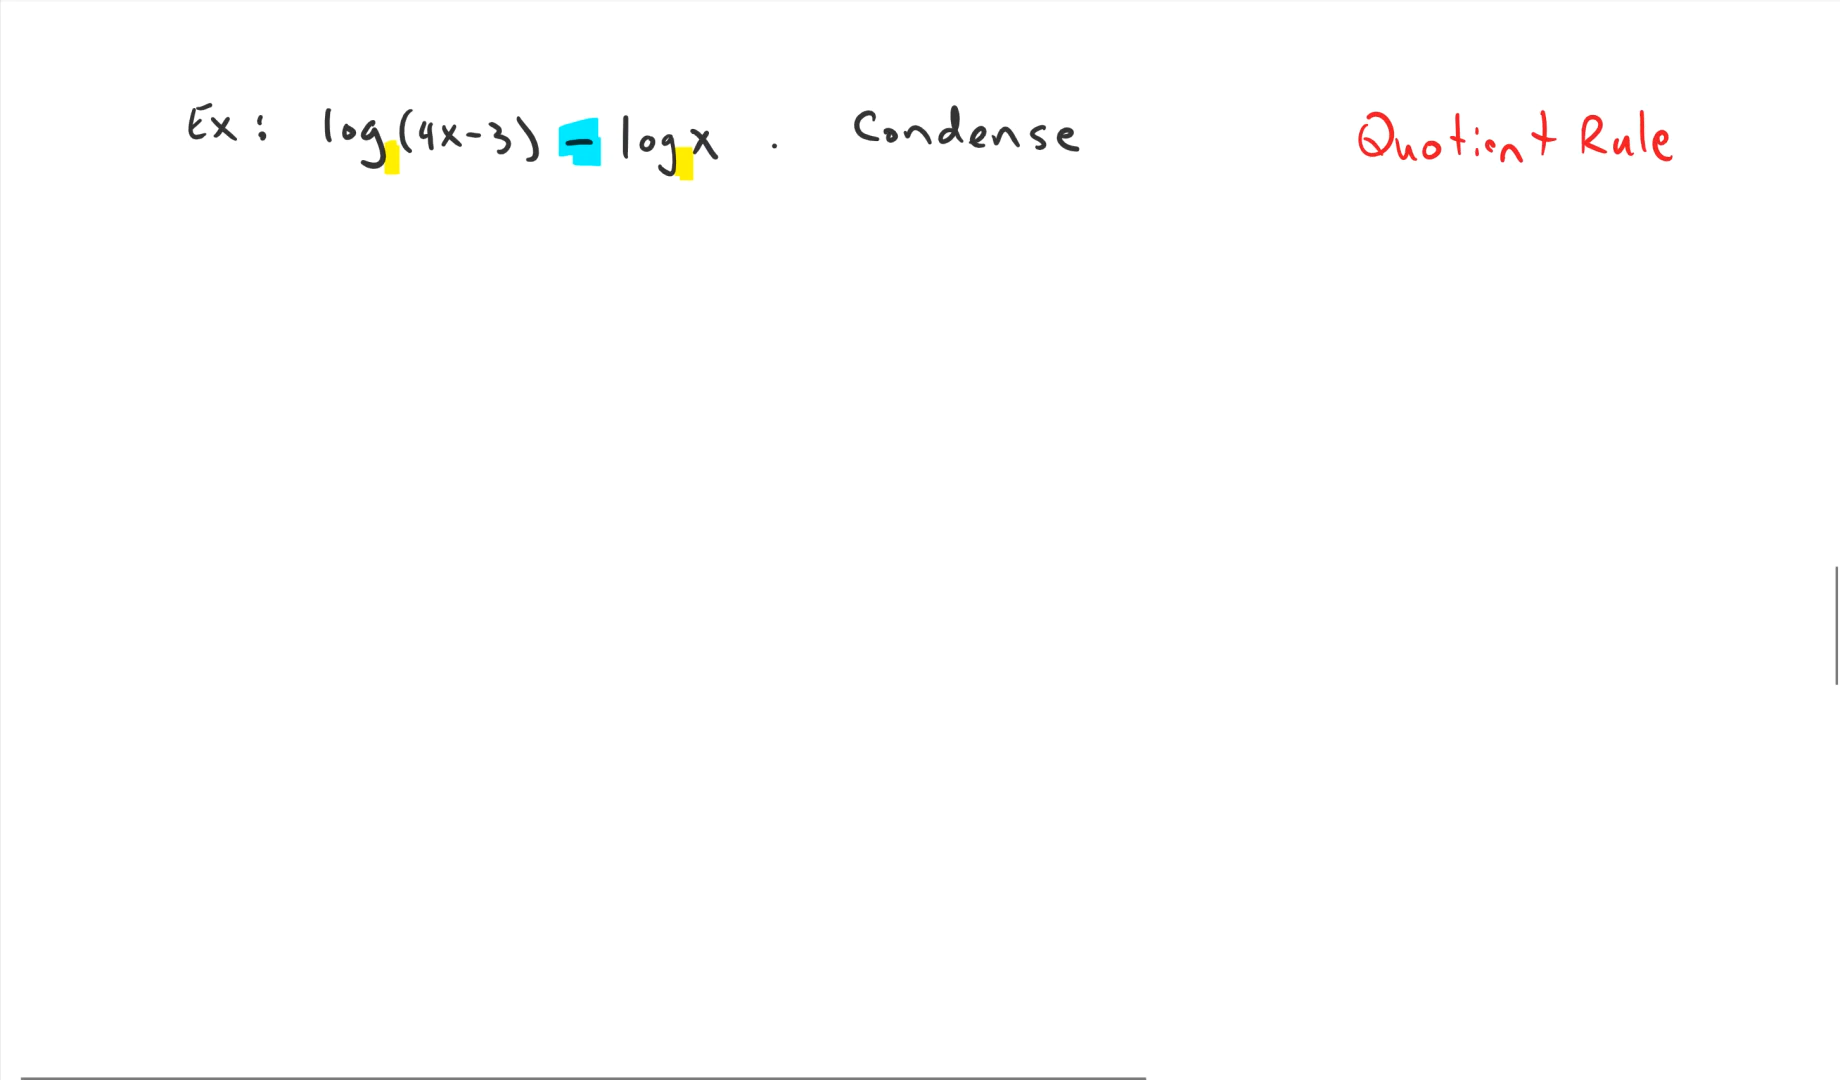 Ex: log(4x-3) - log x . Condense Quotient Rule